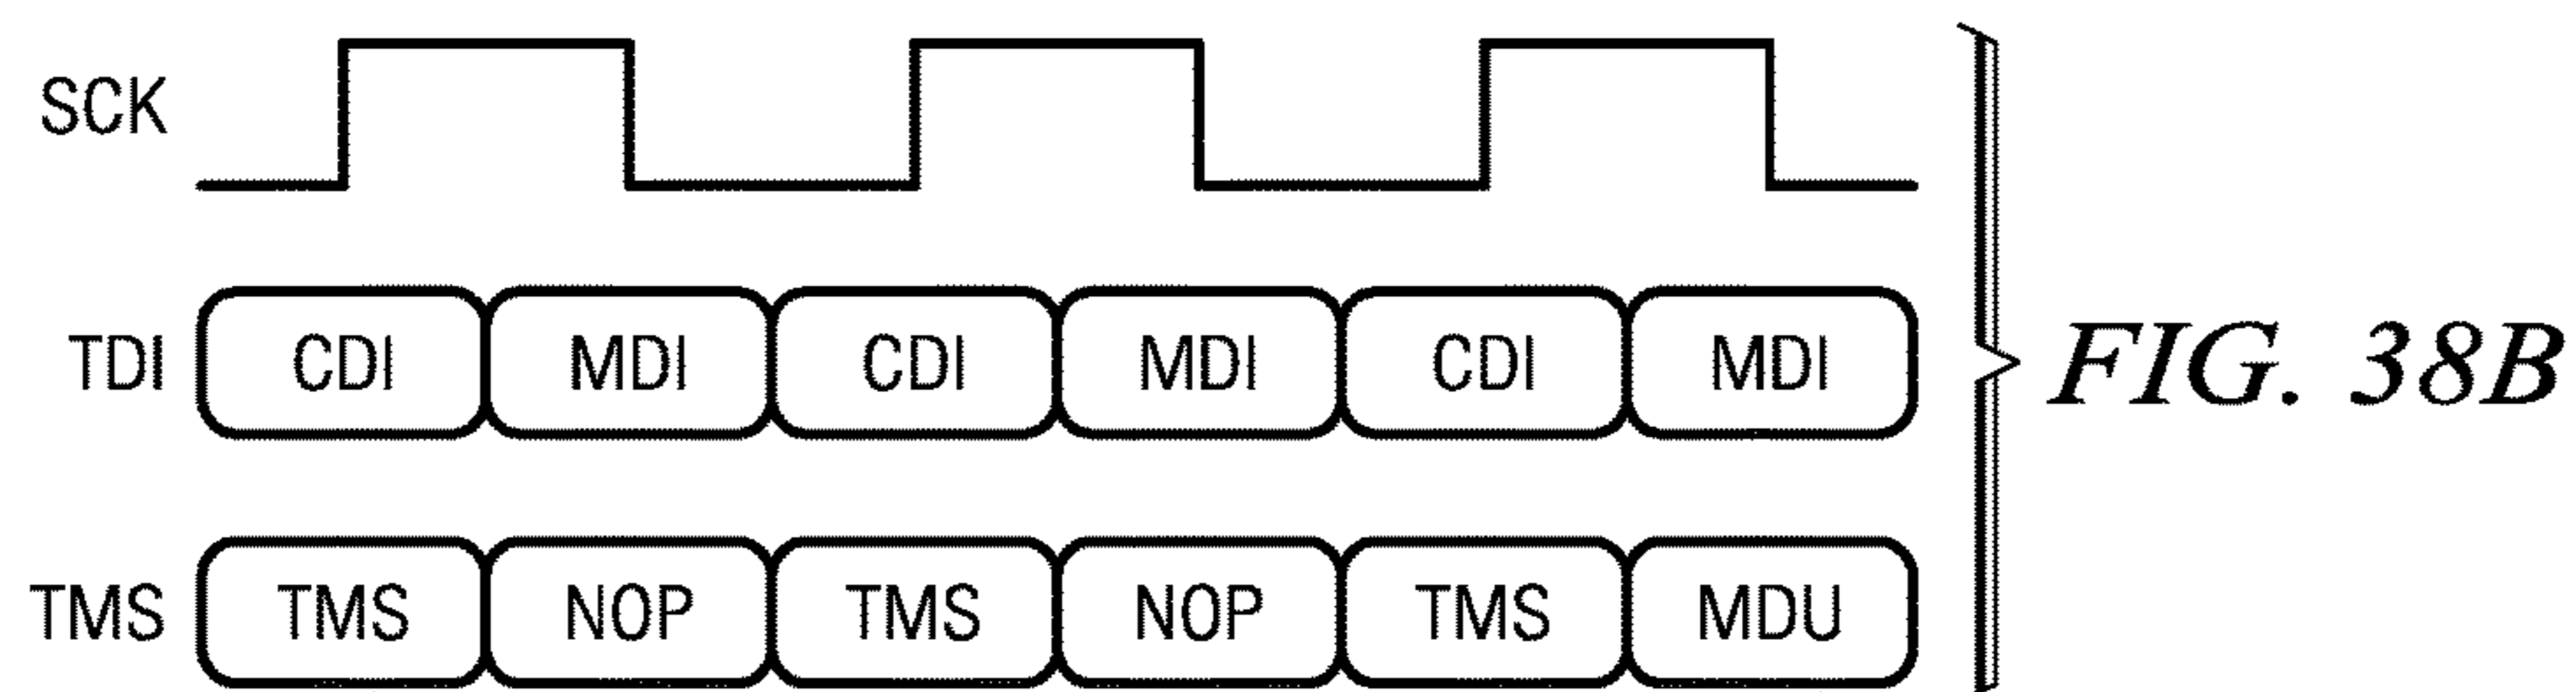 SCK
TDI CDI MDI CDI MDI CDI MDI
FIG. 38B
TMS TMS NOP TMS NOP TMS MDU